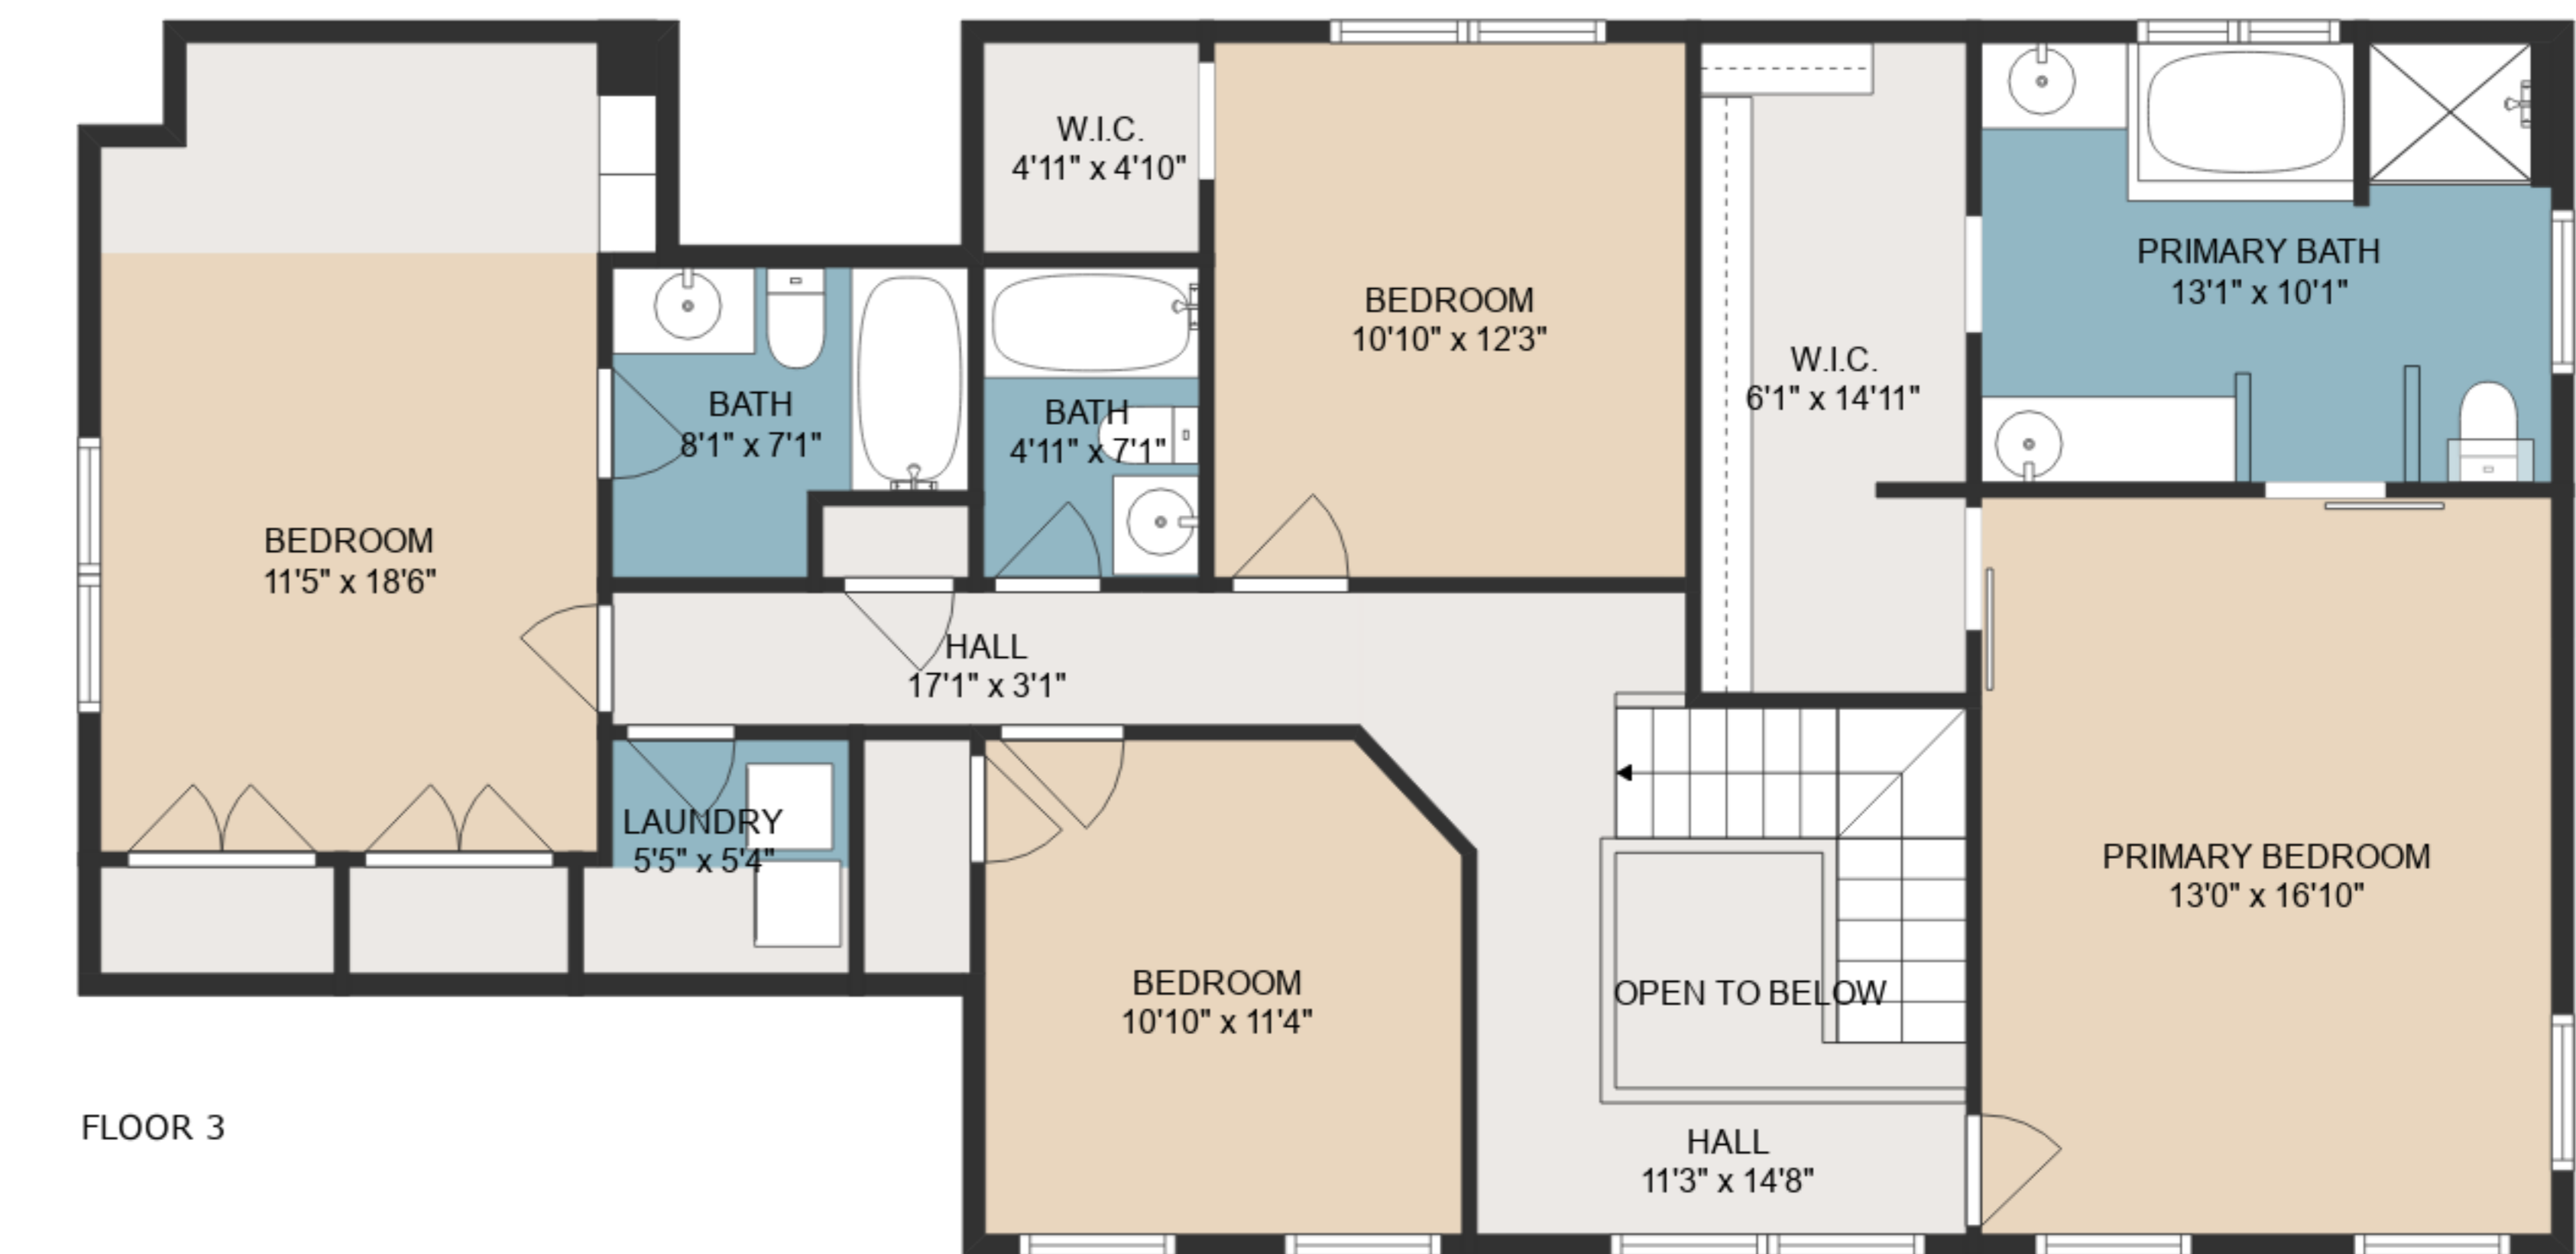 W.I.C.
4'11" x 4'10"
BEDROOM
10'10" x 12'3"
PRIMARY BATH
13'1" x 10'1"
W.I.C.
6'1" x 14'11"
BATH
8'1" x 7'1"
BATH
4'11" x 7'1"
BEDROOM
11'5" x 18'6"
HALL
17'1" x 3'1"
LAUNDRY
5'5" x 5'4"
PRIMARY BEDROOM
13'0" x 16'10"
BEDROOM
10'10" x 11'4"
OPEN TO BELOW
HALL
11'3" x 14'8"
FLOOR 3